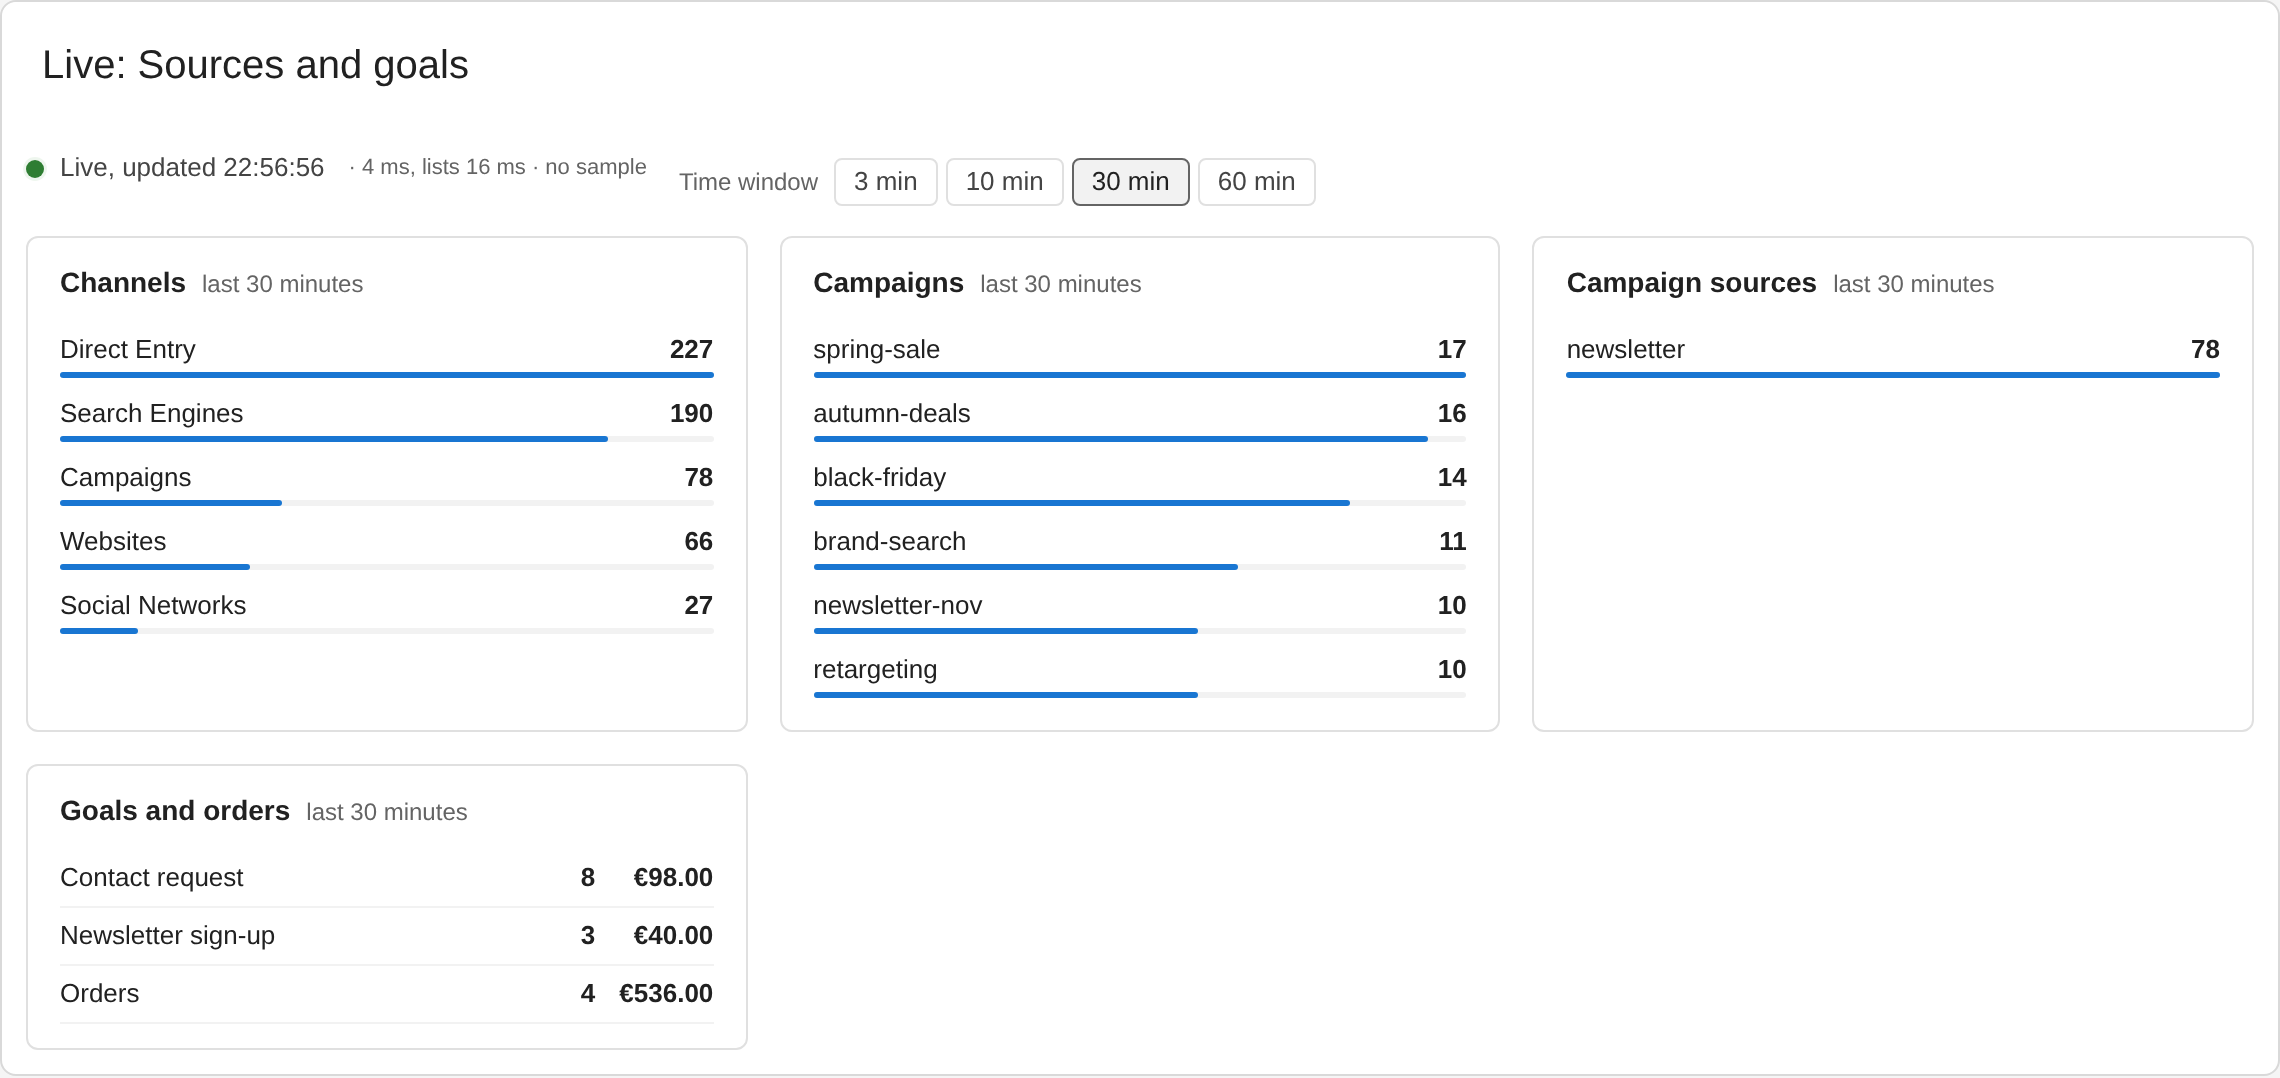 Live: Sources and goals
Live, updated 22:56:56 · 4 ms, lists 16 ms · no sample Time window 3 min 10 min 30 min 60 min
Channels last 30 minutes
Direct Entry 227
Search Engines 190
Campaigns 78
Websites 66
Social Networks 27
Campaigns last 30 minutes
spring-sale 17
autumn-deals 16
black-friday 14
brand-search 11
newsletter-nov 10
retargeting 10
Campaign sources last 30 minutes
newsletter 78
Goals and orders last 30 minutes
Contact request 8 €98.00
Newsletter sign-up 3 €40.00
Orders 4 €536.00